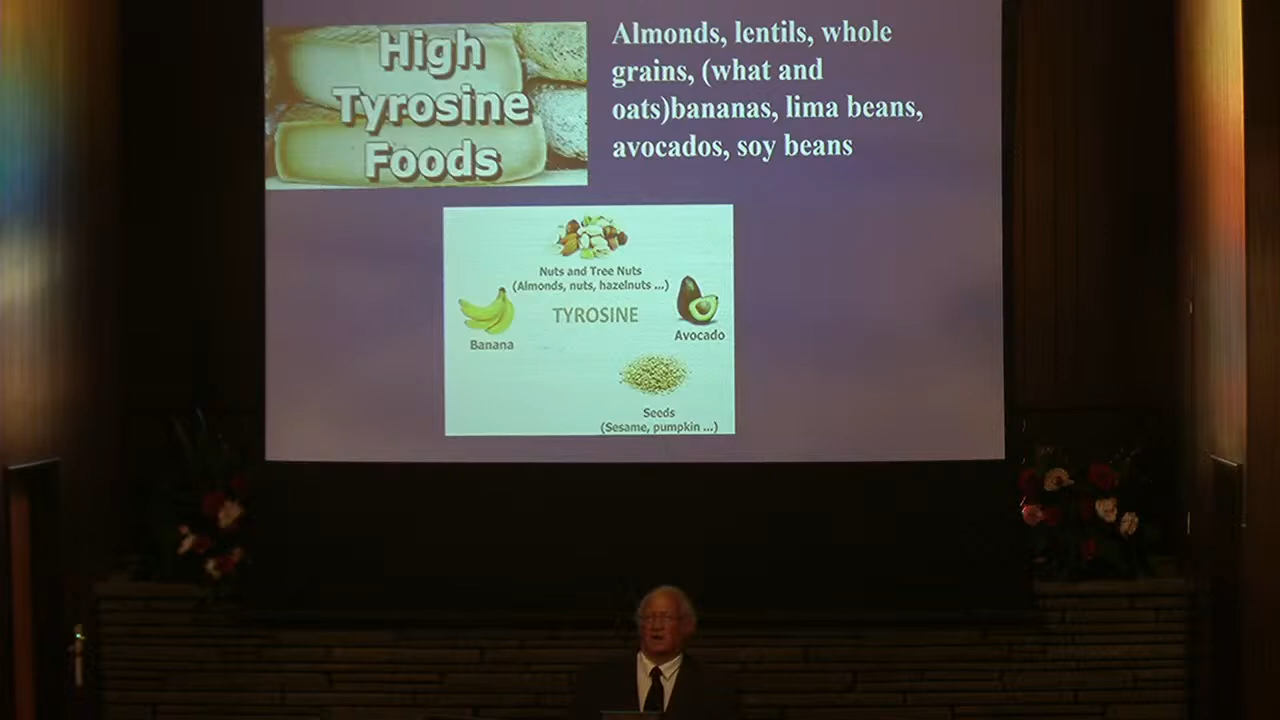 High
Tyrosine
Foods
Almonds, lentils, whole
grains, (what and
oats)bananas, lima beans,
avocados, soy beans
Nuts and Tree Nuts
(Almonds, nuts, hazelnuts ...)
TYROSINE
Banana
Avocado
Seeds
(Sesame, pumpkin ...)